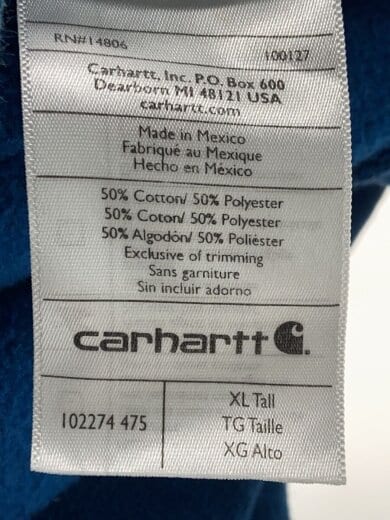 RN#14806 100127
Carhartt, Inc. P.O. Box 600
Dearborn MI 48121 USA
carhartt.com
Made in Mexico
Fabriqué au Mexique
Hecho en México
50% Cotton/ 50% Polyester
50% Coton/ 50% Polyester
50% Algodón/ 50% Poliéster
Exclusive of trimming
Sans garniture
Sin incluir adorno
carhartt
102274 475
XL Tall
TG Taille
XG Alto